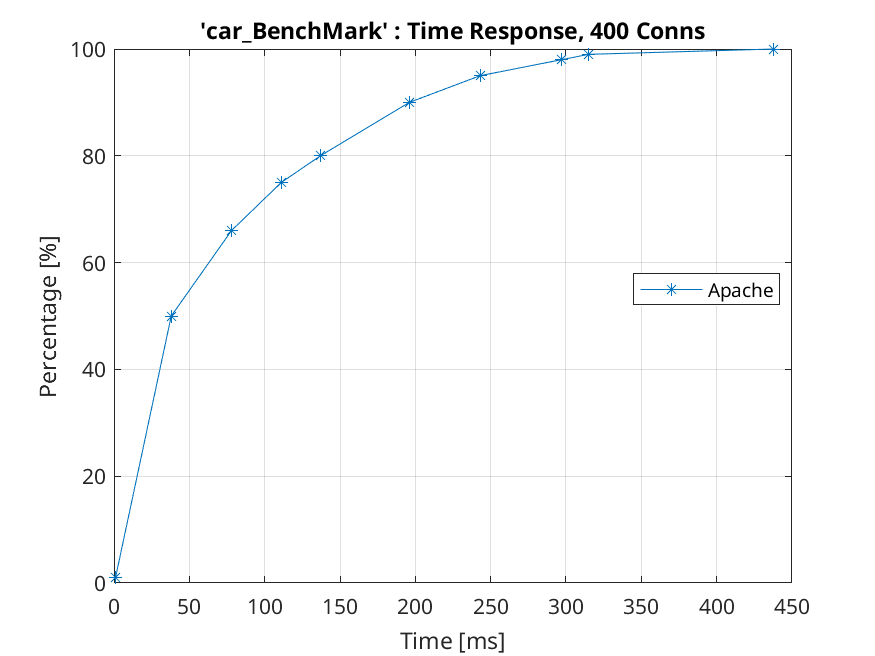 'car_BenchMark' : Time Response, 400 Conns
100
80
60
40
20
0
Percentage [%]
Apache
0 50 100 150 200 250 300 350 400 450
Time [ms]